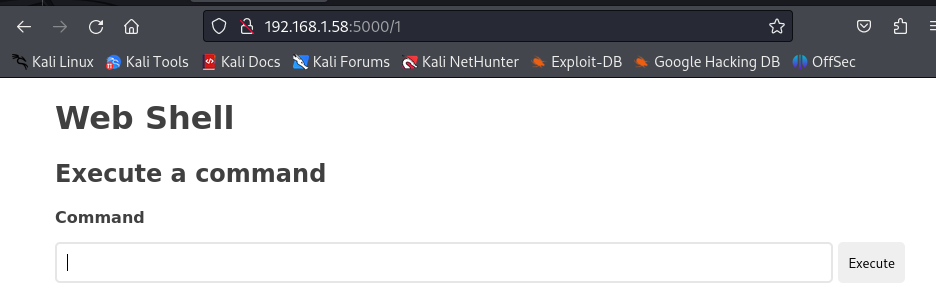 192.168.1.58:5000/1
Kali Linux Kali Tools Kali Docs Kali Forums Kali NetHunter Exploit-DB Google Hacking DB OffSec
Web Shell
Execute a command
Command
Execute